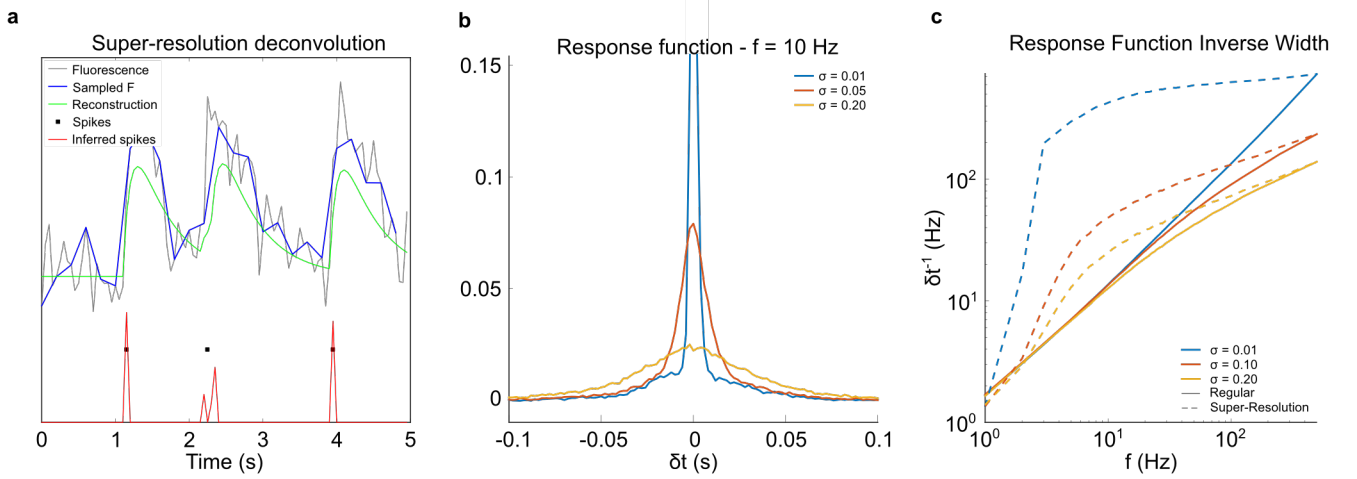 a
Super-resolution deconvolution
Fluorescence
Sampled F
Reconstruction
Spikes
Inferred spikes
0 1 2 3 4 5
Time (s)
b
Response function - f = 10 Hz
σ = 0.01
σ = 0.05
σ = 0.20
0.15
0.1
0.05
0
-0.1 -0.05 0 0.05 0.1
δt (s)
c
Response Function Inverse Width
10²
10¹
10⁰
δt⁻¹ (Hz)
σ = 0.01
σ = 0.10
σ = 0.20
Regular
Super-Resolution
10⁰ 10¹ 10²
f (Hz)